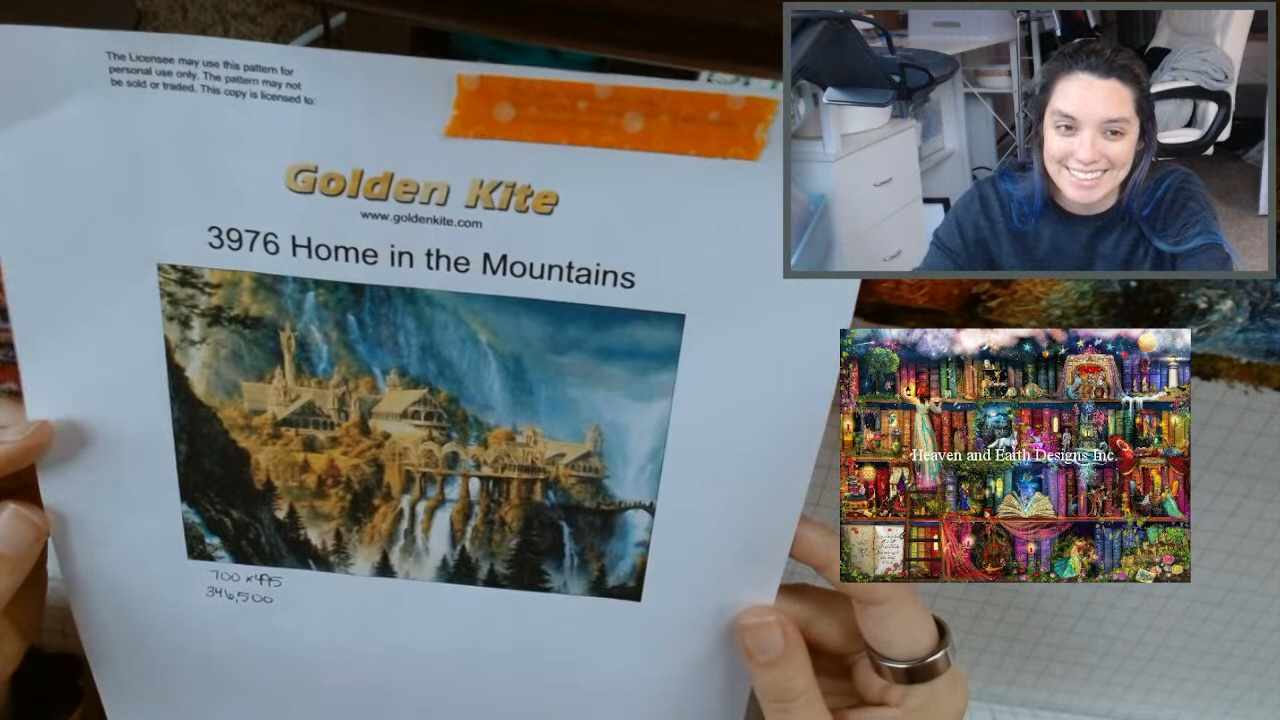 The Licensee may use this pattern for
personal use only. The pattern may not
be sold or traded. This copy is licensed to:
Golden Kite
www.goldenkite.com
3976 Home in the Mountains
700 x 495
346,500
Heaven and Earth Designs Inc.